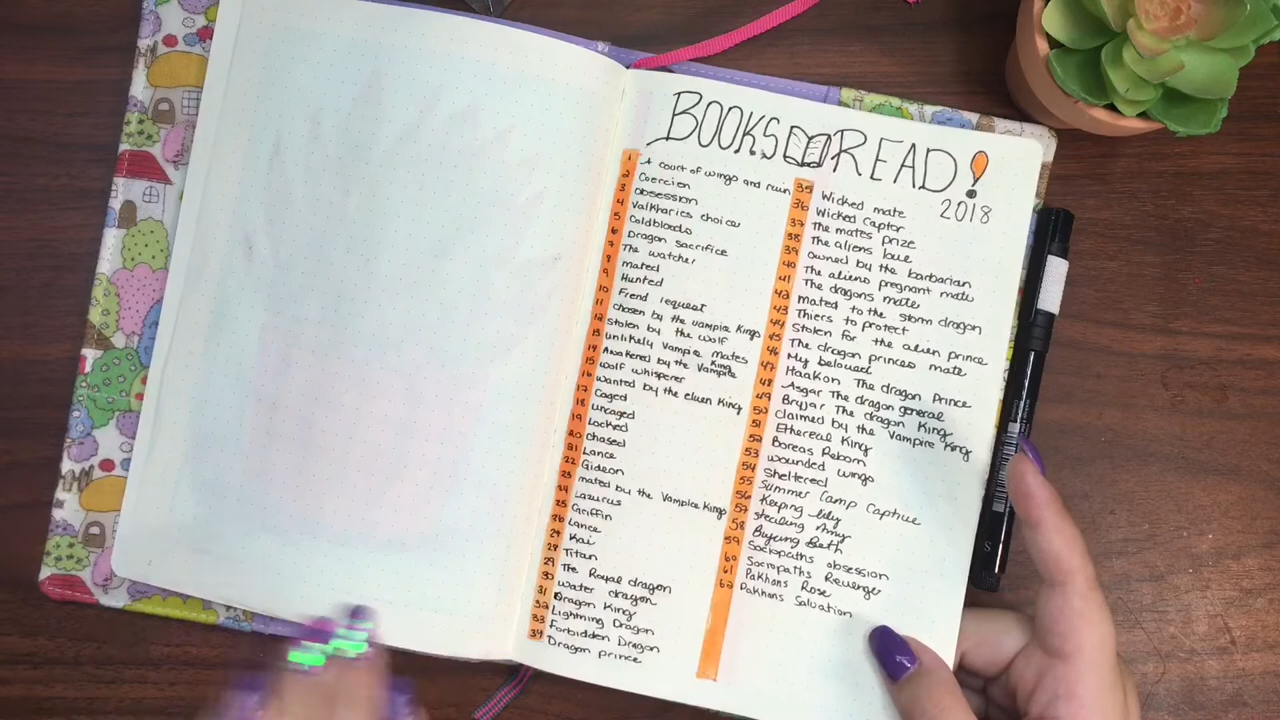 BOOKS READ!
2018
1 A court of wings and ruin
2 Coercien
3 obsession
4 Valkharics choice
5 Coldbloods
6 Dragon sacrifice
7 The watcher
8 mated
9 Hunted
10 Frend request
11 chosen by the vampire Kings
12 stolen by the wolf
13 unlikely vampie mates
14 Awakened by the Vampire King
15 wolf whisperer
16 wanted by the eluen King
17 Caged
18 uncaged
19 Locked
20 chased
21 Lance
22 Gideon
23 mated by the Vampire Kings
24 Lazurus
25 Griffin
26 Lance
27 Kai
28 Titan
29 The Royal dragon
30 water dragon
31 Dragon King
32 Lightning Dragon
33 Forbidden Dragon
34 Dragon prince
35 Wicked mate
36 Wicked Captor
37 The mates prize
38 The aliens love
39 owned by the barbarian
40 The aliens pregnant mate
41 The dragons mate
42 mated to the storm dragon
43 Thiers to protect
44 Stolen for the alien prince
45 The dragon princes mate
46 My beloved
47 Haakon The dragon Prince
48 Asgar The dragon general
49 Bryjar The dragon King
50 claimed by the Vampire King
51 Ethereal King
52 Boreas Reborn
53 wounded wings
54 Sheltered
55 Summer Camp Captive
56 Keeping lily
57 stealing Amy
58 Buying Beth
59 Sociopaths obsession
60 Sociopaths Revenger
61 Pakhans Rose
62 Pakhans Salvation
S